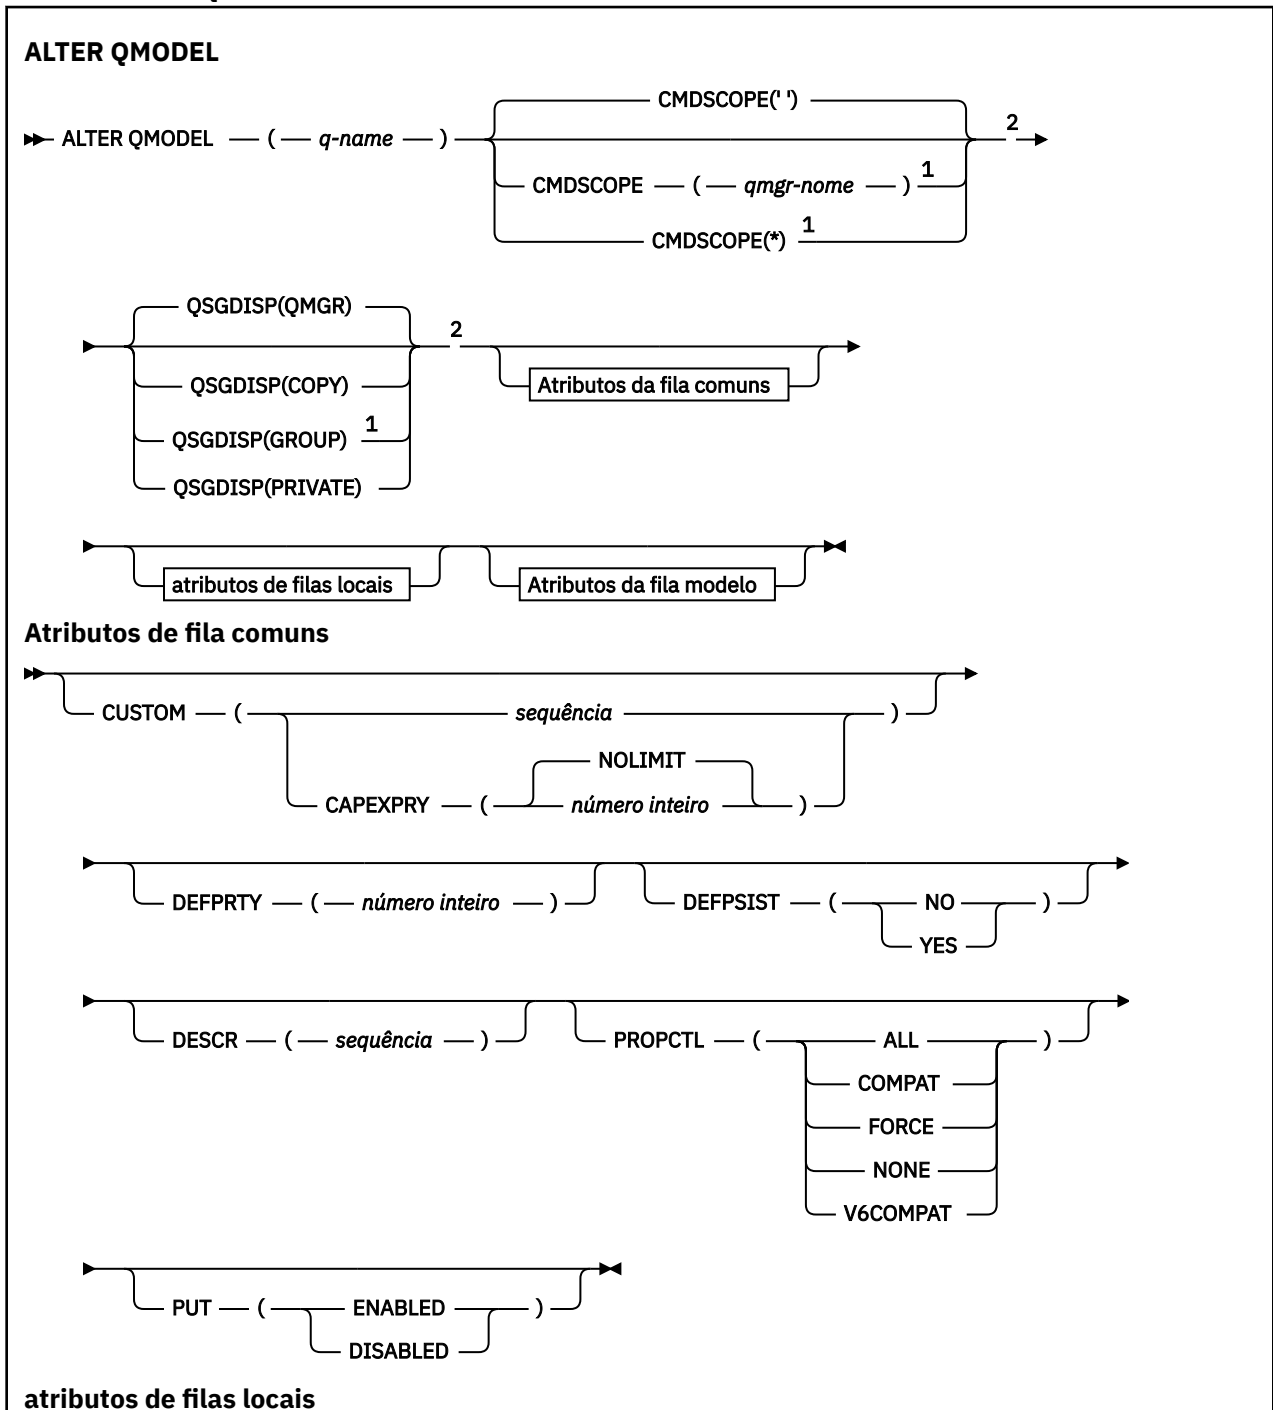 ALTER QMODEL
CMDSCOPE(' ')
ALTER QMODEL ( q-name ) 2
CMDSCOPE ( qmgr-nome ) 1
CMDSCOPE(*) 1
QSGDISP(QMGR)
2
QSGDISP(COPY) Atributos da fila comuns
QSGDISP(GROUP) 1
QSGDISP(PRIVATE)
atributos de filas locais Atributos da fila modelo
Atributos de fila comuns
CUSTOM ( sequência )
NOLIMIT
CAPEXPRY ( número inteiro )
DEFPRTY ( número inteiro ) DEFPSIST ( NO )
YES
DESCR ( sequência ) PROPCTL ( ALL )
COMPAT
FORCE
NONE
V6COMPAT
PUT ( ENABLED )
DISABLED
atributos de filas locais